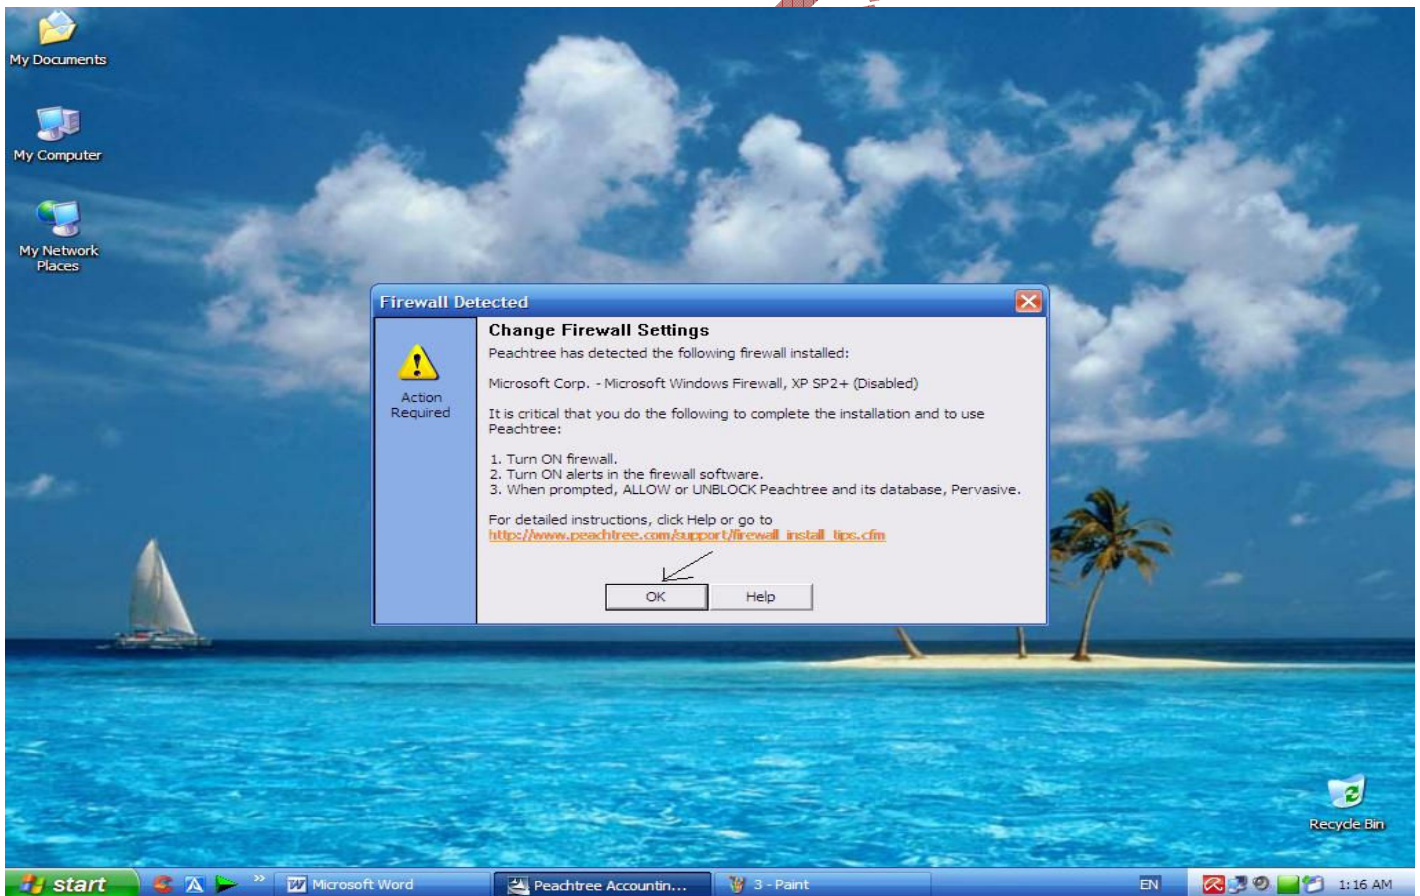 My Documents
My Computer
My Network
Places
Firewall Detected
Action
Required
Change Firewall Settings
Peachtree has detected the following firewall installed:
Microsoft Corp. - Microsoft Windows Firewall, XP SP2+ (Disabled)
It is critical that you do the following to complete the installation and to use
Peachtree:
1. Turn ON firewall.
2. Turn ON alerts in the firewall software.
3. When prompted, ALLOW or UNBLOCK Peachtree and its database, Pervasive.
For detailed instructions, click Help or go to
http://www.peachtree.com/support/firewall_install_tips.cfm
OK
Help
Recycle Bin
start
Microsoft Word
Peachtree Accountin...
3 - Paint
EN
1:16 AM